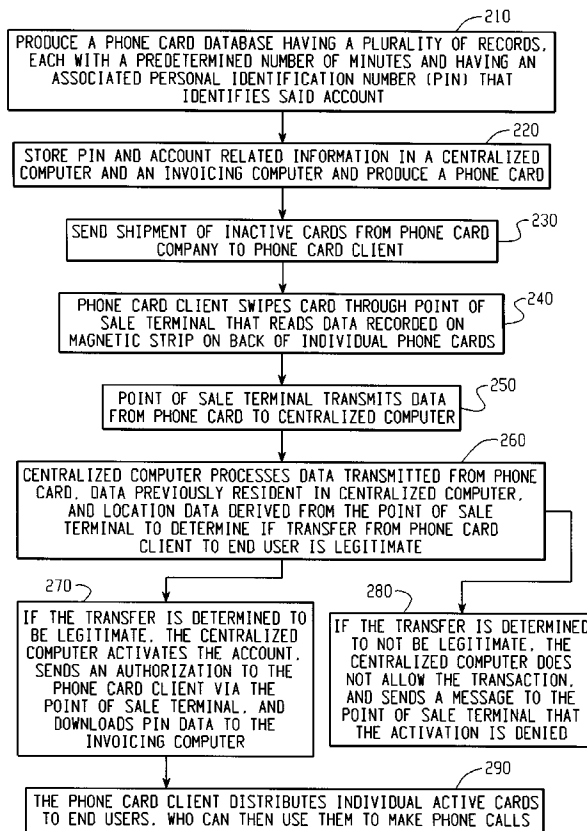 210
PRODUCE A PHONE CARD DATABASE HAVING A PLURALITY OF RECORDS,
EACH WITH A PREDETERMINED NUMBER OF MINUTES AND HAVING AN
ASSOCIATED PERSONAL IDENTIFICATION NUMBER (PIN) THAT
IDENTIFIES SAID ACCOUNT
220
STORE PIN AND ACCOUNT RELATED INFORMATION IN A CENTRALIZED
COMPUTER AND AN INVOICING COMPUTER AND PRODUCE A PHONE CARD
SEND SHIPMENT OF INACTIVE CARDS FROM PHONE CARD
COMPANY TO PHONE CARD CLIENT
230
PHONE CARD CLIENT SWIPES CARD THROUGH POINT OF
SALE TERMINAL THAT READS DATA RECORDED ON
MAGNETIC STRIP ON BACK OF INDIVIDUAL PHONE CARDS
240
250
POINT OF SALE TERMINAL TRANSMITS DATA
FROM PHONE CARD TO CENTRALIZED COMPUTER
260
CENTRALIZED COMPUTER PROCESSES DATA TRANSMITTED FROM PHONE
CARD, DATA PREVIOUSLY RESIDENT IN CENTRALIZED COMPUTER,
AND LOCATION DATA DERIVED FROM THE POINT OF SALE
TERMINAL TO DETERMINE IF TRANSFER FROM PHONE CARD
CLIENT TO END USER IS LEGITIMATE
270
IF THE TRANSFER IS DETERMINED TO
BE LEGITIMATE, THE CENTRALIZED
COMPUTER ACTIVATES THE ACCOUNT,
SENDS AN AUTHORIZATION TO THE
PHONE CARD CLIENT VIA THE
POINT OF SALE TERMINAL, AND
DOWNLOADS PIN DATA TO THE
INVOICING COMPUTER
280
IF THE TRANSFER IS DETERMINED
TO NOT BE LEGITIMATE, THE
CENTRALIZED COMPUTER DOES
NOT ALLOW THE TRANSACTION,
AND SENDS A MESSAGE TO THE
POINT OF SALE TERMINAL THAT
THE ACTIVATION IS DENIED
290
THE PHONE CARD CLIENT DISTRIBUTES INDIVIDUAL ACTIVE CARDS
TO END USERS, WHO CAN THEN USE THEM TO MAKE PHONE CALLS